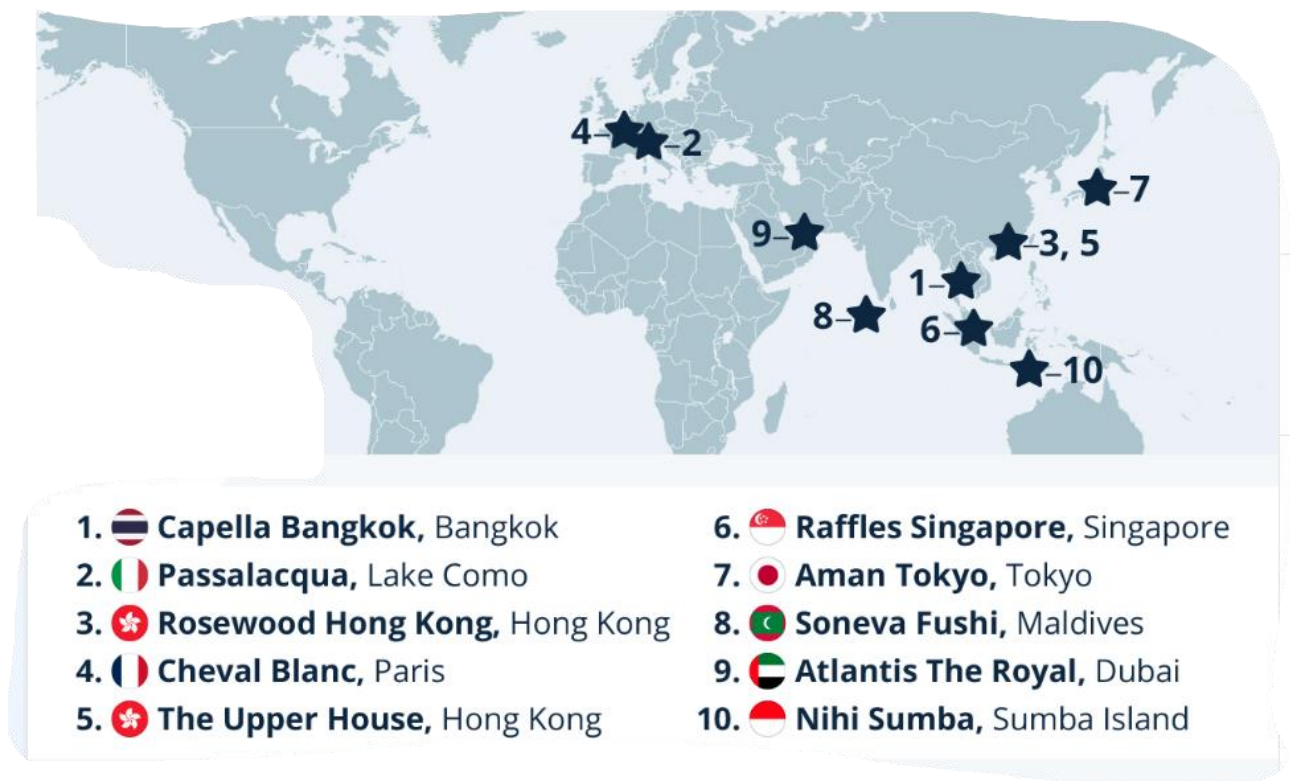 4
2
7
9
3, 5
1
8
6
10
1. Capella Bangkok, Bangkok
2. Passalacqua, Lake Como
3. Rosewood Hong Kong, Hong Kong
4. Cheval Blanc, Paris
5. The Upper House, Hong Kong
6. Raffles Singapore, Singapore
7. Aman Tokyo, Tokyo
8. Soneva Fushi, Maldives
9. Atlantis The Royal, Dubai
10. Nihi Sumba, Sumba Island